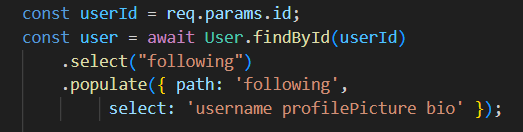 const userId = req.params.id;
const user = await User.findById(userId)
.select("following")
.populate({ path: 'following',
select: 'username profilePicture bio' });